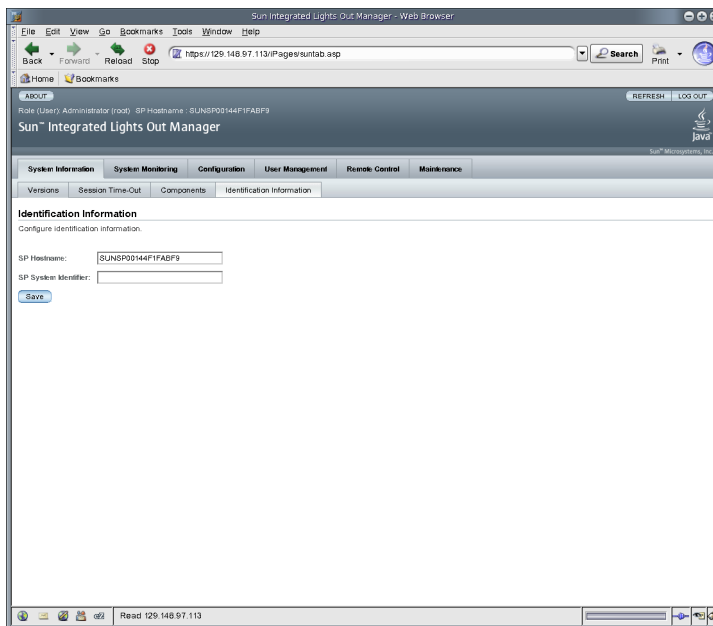 Sun Integrated Lights Out Manager - Web Browser
File Edit View Go Bookmarks Tools Window Help
Back Forward Reload Stop https://129.148.97.113/iPages/suntab.asp Search Print
Home Bookmarks
ABOUT REFRESH LOG OUT
Role (User): Administrator (root) SP Hostname : SUNSP00144F1FABF9
Sun™ Integrated Lights Out Manager
Java
Sun™ Microsystems, Inc.
System Information System Monitoring Configuration User Management Remote Control Maintenance
Versions Session Time-Out Components Identification Information
Identification Information
Configure identification information.
SP Hostname: SUNSP00144F1FABF9
SP System Identifier:
Save
Read 129.148.97.113